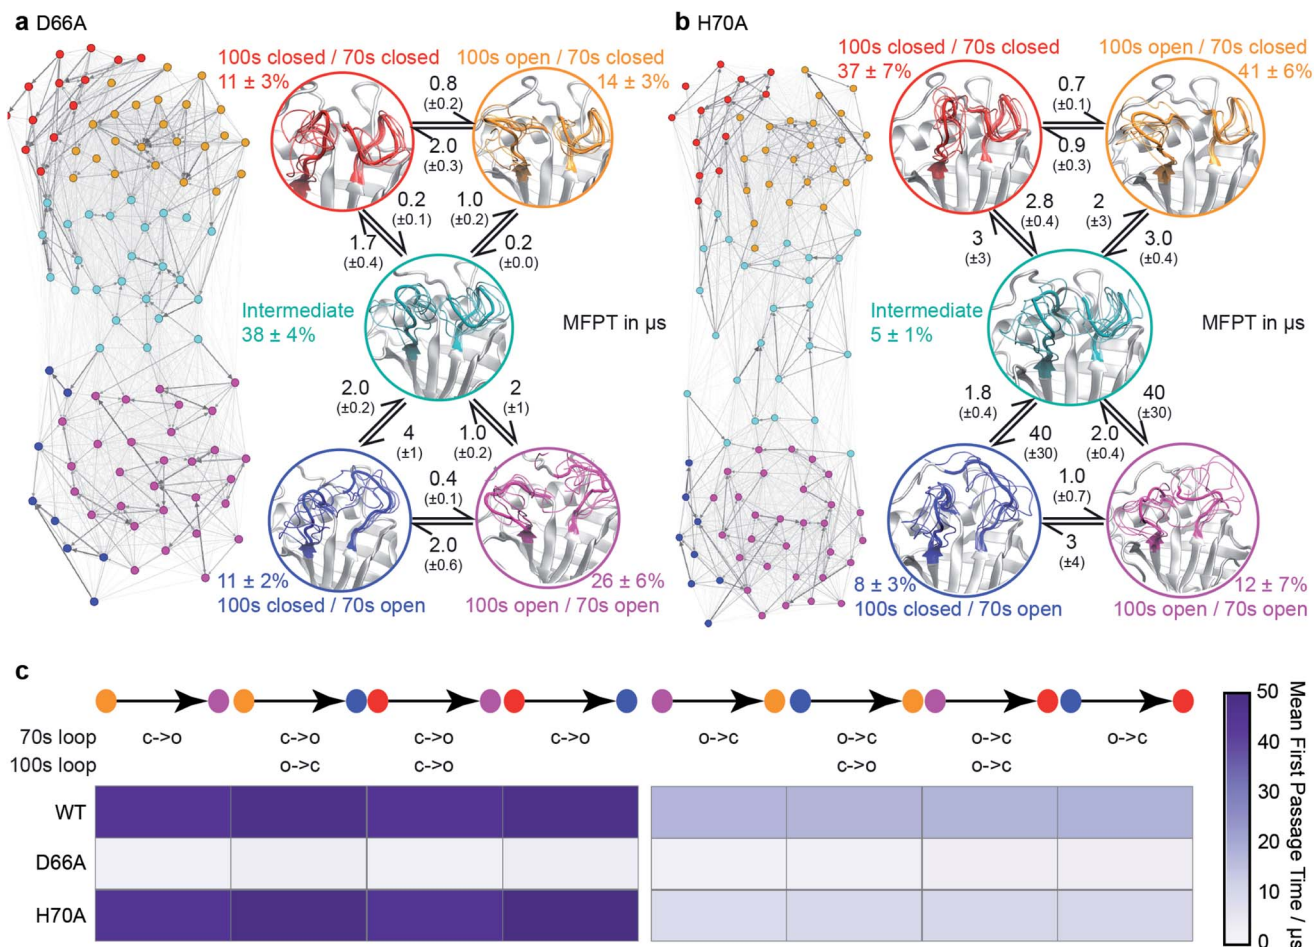 a D66A
100s closed / 70s closed
11 ± 3%
100s open / 70s closed
14 ± 3%
0.8
(±0.2)
2.0
(±0.3)
0.2
(±0.1)
1.7
(±0.4)
1.0
(±0.2)
0.2
(±0.0)
Intermediate
38 ± 4%
MFPT in µs
2.0
(±0.2)
4
(±1)
2
(±1)
1.0
(±0.2)
0.4
(±0.1)
2.0
(±0.6)
11 ± 2%
100s closed / 70s open
26 ± 6%
100s open / 70s open
b H70A
100s closed / 70s closed
37 ± 7%
100s open / 70s closed
41 ± 6%
0.7
(±0.1)
0.9
(±0.3)
2.8
(±0.4)
3
(±3)
2
(±3)
3.0
(±0.4)
Intermediate
5 ± 1%
MFPT in µs
1.8
(±0.4)
40
(±30)
40
(±30)
2.0
(±0.4)
1.0
(±0.7)
3
(±4)
8 ± 3%
100s closed / 70s open
12 ± 7%
100s open / 70s open
c
70s loop c->o c->o c->o c->o o->c o->c o->c o->c
100s loop o->c c->o c->o o->c
WT
D66A
H70A
50
40
30
20
10
0
Mean First Passage Time / µs